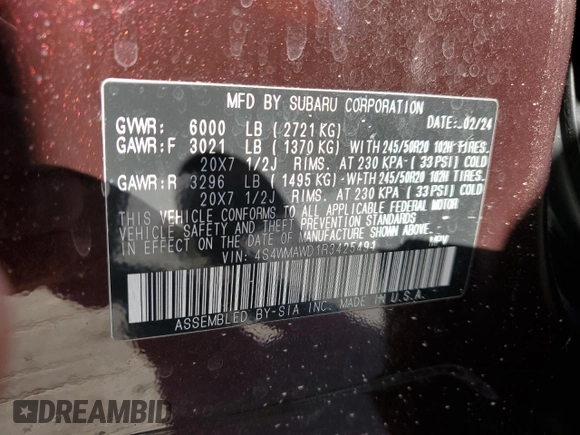 MFD BY SUBARU CORPORATION
DATE: 02/24
GVWR: 6000 LB ( 2721 KG)
GAWR: F 3021 LB ( 1370 KG) WITH 245/50R20 102H TIRES,
20X7 1/2J RIMS, AT 230 KPA ( 33 PSI) COLD
GAWR: R 3296 LB ( 1495 KG) WITH 245/50R20 102H TIRES,
20X7 1/2J RIMS, AT 230 KPA ( 33 PSI) COLD
THIS VEHICLE CONFORMS TO ALL APPLICABLE FEDERAL MOTOR
VEHICLE SAFETY AND THEFT PREVENTION STANDARDS
IN EFFECT ON THE DATE OF MANUFACTURE SHOWN ABOVE.
VIN: 4S4WMAWD1R3425491 MPV
ASSEMBLED BY-SIA INC. MADE IN U.S.A.
DREAMBID